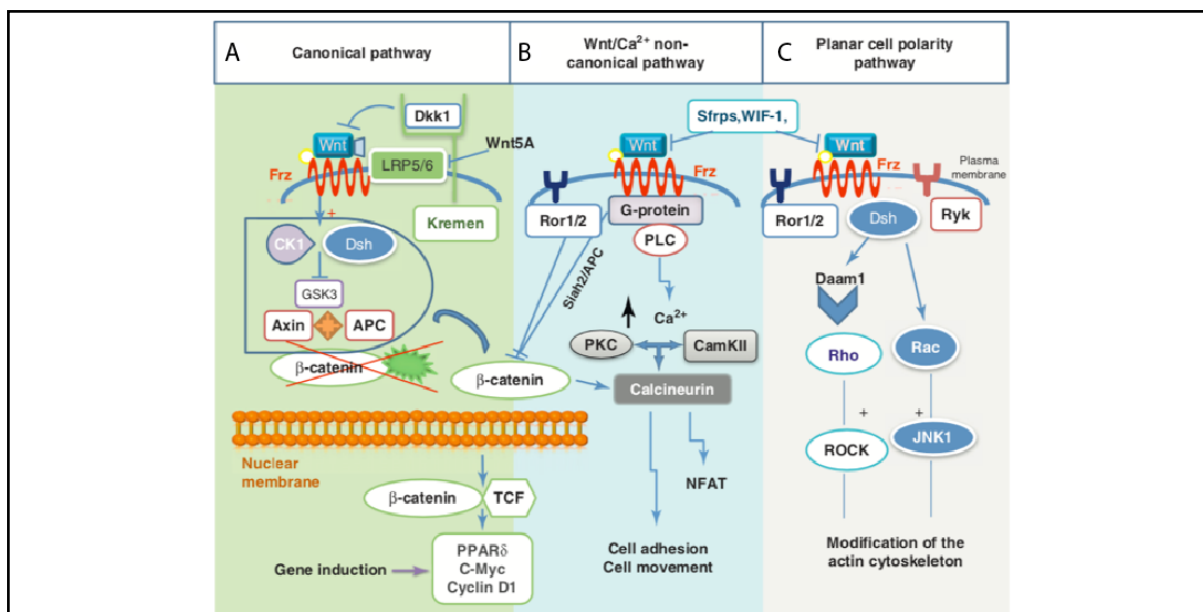 A
Canonical pathway
B
Wnt/Ca²⁺ non-
canonical pathway
C
Planar cell polarity
pathway
Dkk1
Wnt
Frz
LRP5/6
Wnt5A
Kremen
+
CK1
Dsh
GSK3
Axin
APC
β-catenin
Nuclear
membrane
β-catenin
TCF
Gene induction
PPARδ
C-Myc
Cyclin D1
Sfrps,WIF-1,
Wnt
Frz
Ror1/2
G-protein
PLC
Siah2/APC
Ca²⁺
PKC
CamKII
β-catenin
Calcineurin
NFAT
Cell adhesion
Cell movement
Wnt
Frz
Plasma
membrane
Ror1/2
Dsh
Ryk
Daam1
Rho
Rac
+
+
ROCK
JNK1
Modification of the
actin cytoskeleton